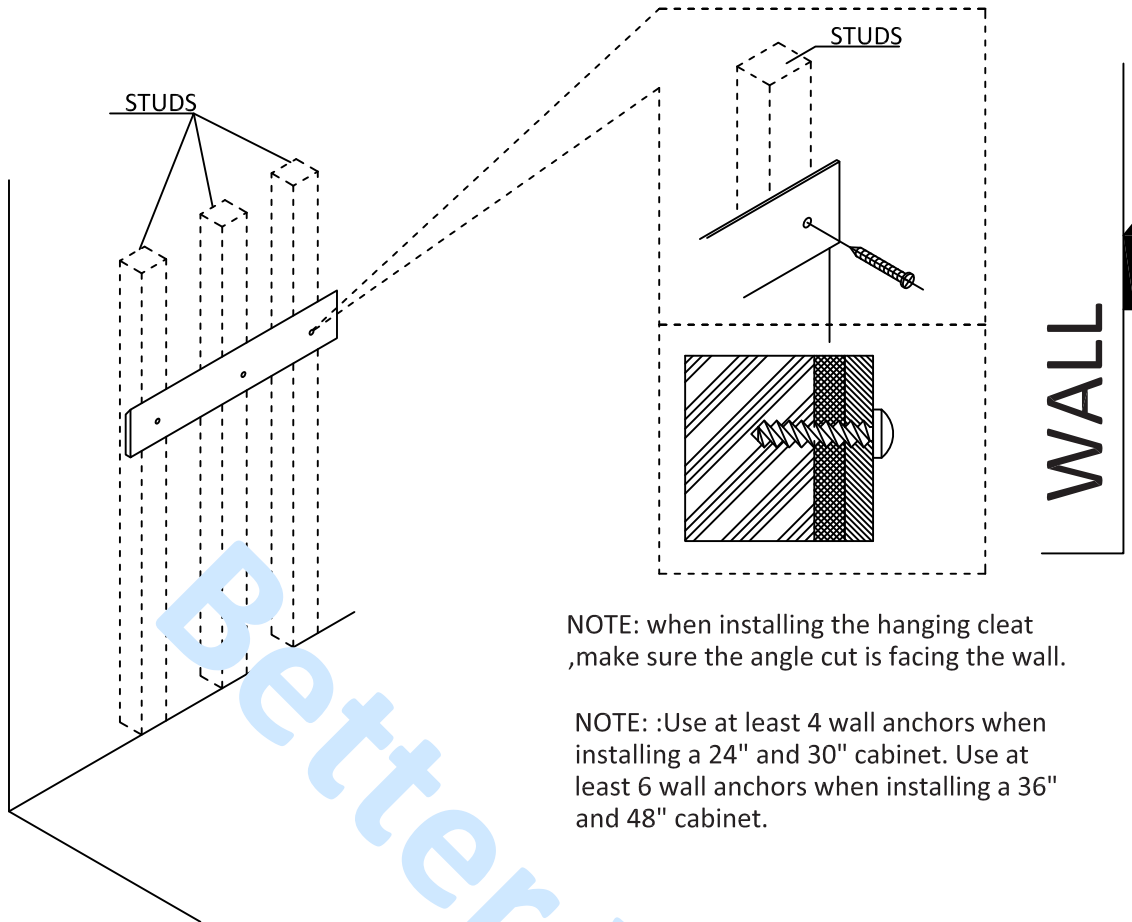 STUDS
STUDS
WALL
NOTE: when installing the hanging cleat
,make sure the angle cut is facing the wall.
NOTE: :Use at least 4 wall anchors when
installing a 24" and 30" cabinet. Use at
least 6 wall anchors when installing a 36"
and 48" cabinet.
Better